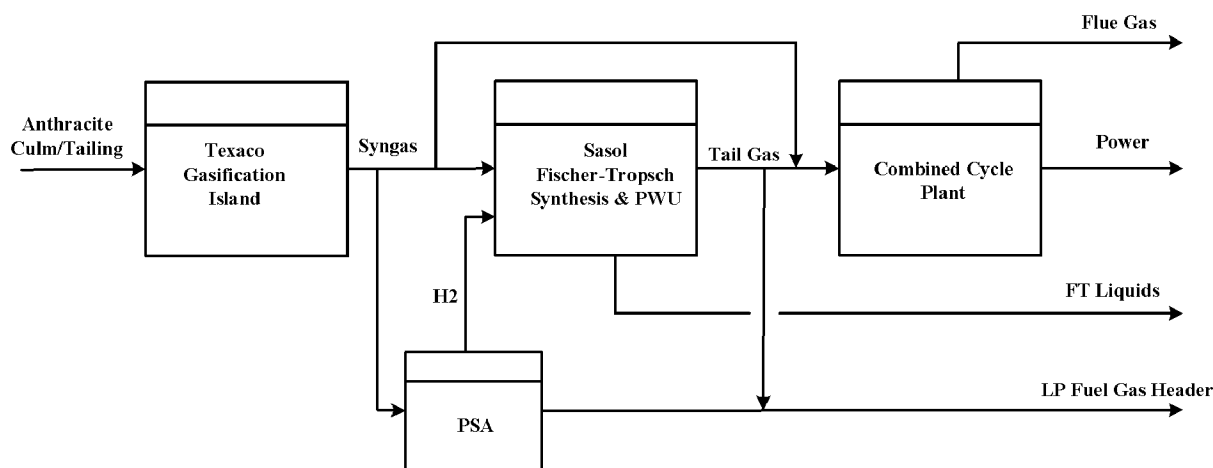 Flue Gas
Anthracite
Culm/Tailing
Texaco
Gasification
Island
Syngas
Sasol
Fischer-Tropsch
Synthesis & PWU
Tail Gas
Combined Cycle
Plant
Power
H2
FT Liquids
PSA
LP Fuel Gas Header